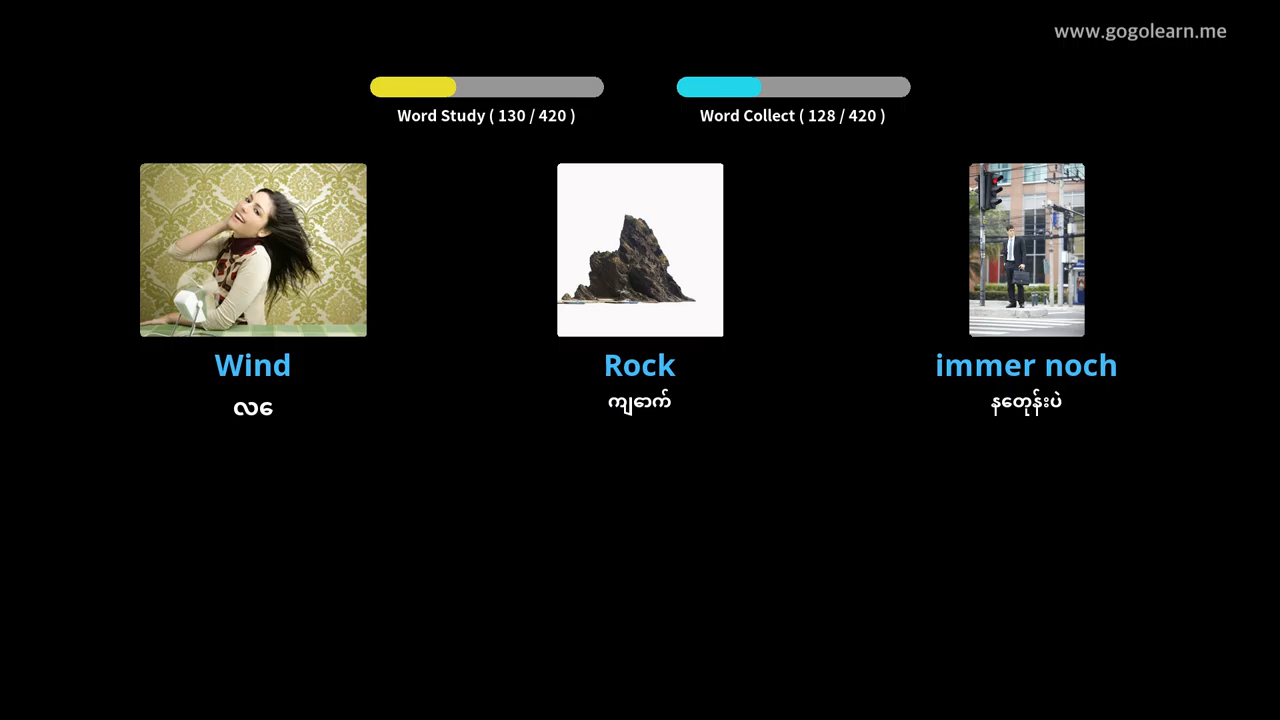 www.gogolearn.me
Word Study ( 130 / 420 )
Word Collect ( 128 / 420 )
Wind
Rock
immer noch
လေ
ကျောက်
နတေုန်းပဲ